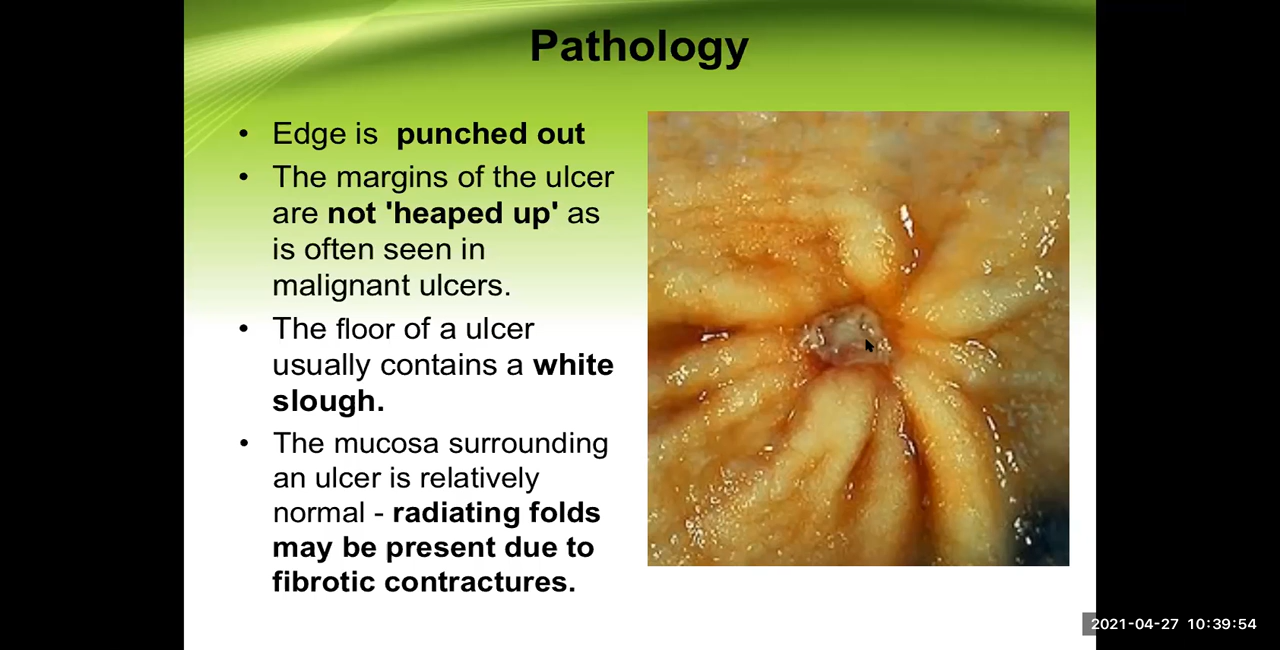 Pathology
• Edge is punched out
• The margins of the ulcer
are not 'heaped up' as
is often seen in
malignant ulcers.
• The floor of a ulcer
usually contains a white
slough.
• The mucosa surrounding
an ulcer is relatively
normal - radiating folds
may be present due to
fibrotic contractures.
2021-04-27 10:39:54